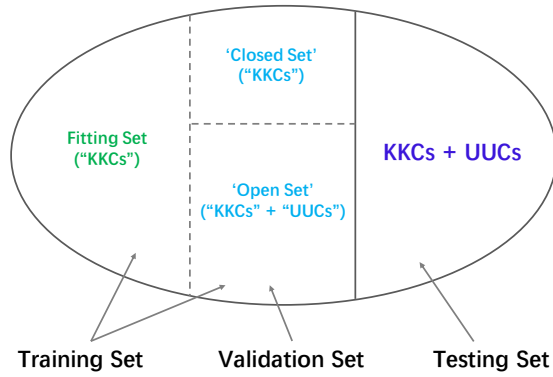 ‘Closed Set’
(“KKCs”)
Fitting Set
(“KKCs”)
KKCs + UUCs
‘Open Set’
(“KKCs” + “UUCs”)
Training Set
Validation Set
Testing Set